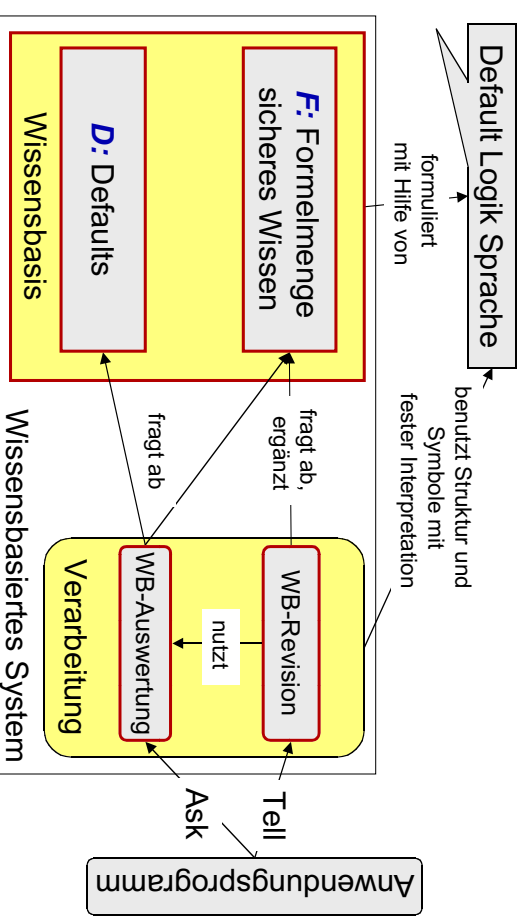 Default Logik Sprache
formuliert
mit Hilfe von
benutzt Struktur und
Symbole mit
fester Interpretation
F: Formelmenge
sicheres Wissen
D: Defaults
Wissensbasis
fragt ab,
ergänzt
fragt ab
WB-Revision
nutzt
WB-Auswertung
Verarbeitung
Wissensbasiertes System
Tell
Ask
Anwendungsprogramm